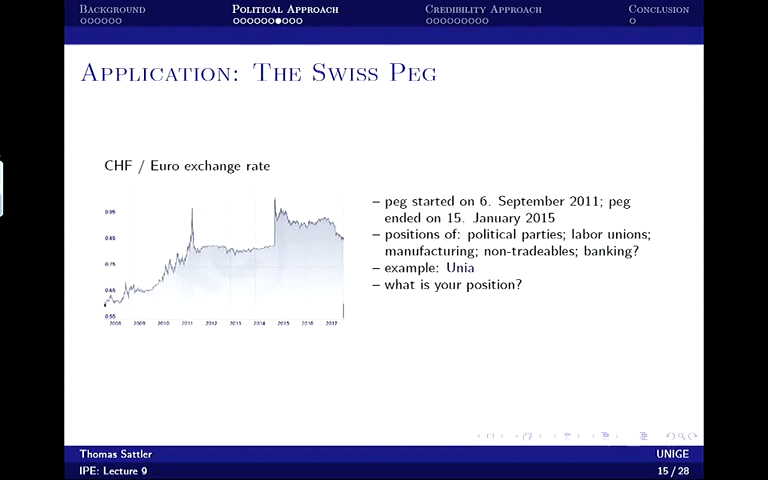 Background Political Approach Credibility Approach Conclusion
Application: The Swiss Peg
CHF / Euro exchange rate
0.95
0.85
0.75
0.65
0.55
2008 2009 2010 2011 2012 2013 2014 2015 2016 2017
– peg started on 6. September 2011; peg
ended on 15. January 2015
– positions of: political parties; labor unions;
manufacturing; non-tradeables; banking?
– example: Unia
– what is your position?
Thomas Sattler UNIGE
IPE: Lecture 9 15 / 28